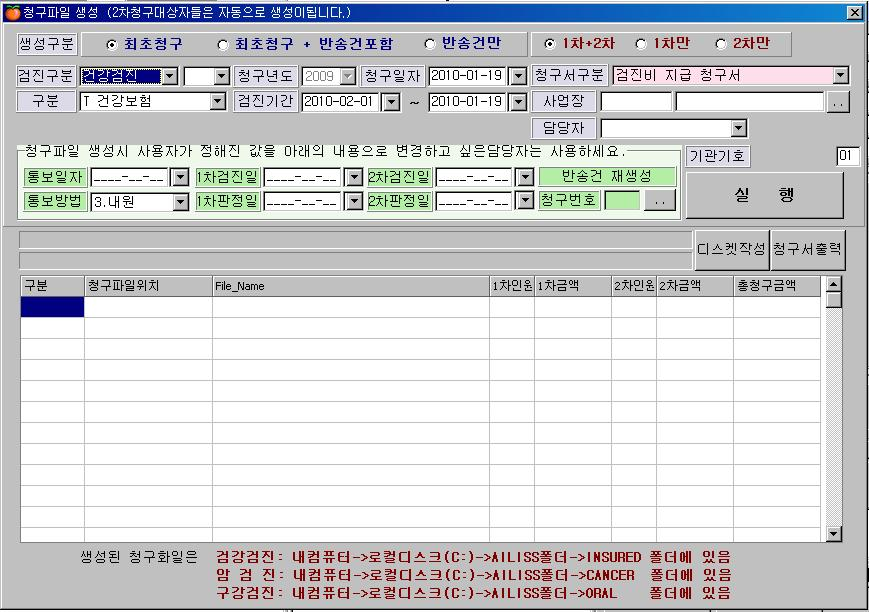 청구파일 생성 (2차청구대상자들은 자동으로 생성이됩니다.)
생성구분 최초청구 최초청구 + 반송건포함 반송건만 1차+2차 1차만 2차만
검진구분 건강검진 청구년도 2009 청구일자 2010-01-19 청구서구분 검진비 지급 청구서
구분 T 건강보험 검진기간 2010-02-01 ~ 2010-01-19 사업장 ..
담당자
청구파일 생성시 사용자가 정해진 값을 아래의 내용으로 변경하고 싶은담당자는 사용하세요. 기관기호 01
통보일자 ____-__-__ 1차검진일 ____-__-__ 2차검진일 ____-__-__ 반송건 재생성
통보방법 3.내원 1차판정일 ____-__-__ 2차판정일 ____-__-__ 청구번호 .. 실 행
디스켓작성 청구서출력
구분 청구파일위치 File_Name 1차인원 1차금액 2차인원 2차금액 총청구금액
생성된 청구화일은 검강검진: 내컴퓨터->로컬디스크(C:)->AILISS폴더->INSURED 폴더에 있음
암 검 진: 내컴퓨터->로컬디스크(C:)->AILISS폴더->CANCER 폴더에 있음
구강검진: 내컴퓨터->로컬디스크(C:)->AILISS폴더->ORAL 폴더에 있음